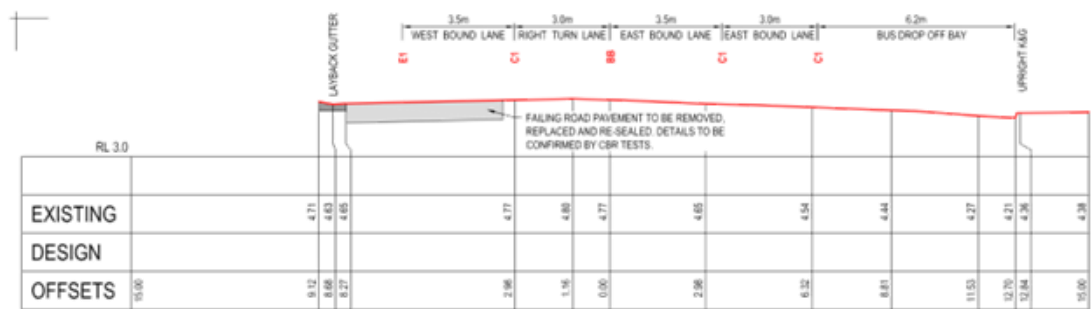 3.5m 3.0m 3.5m 3.0m 6.2m
WEST BOUND LANE RIGHT TURN LANE EAST BOUND LANE EAST BOUND LANE BUS DROP OFF BAY
LAYBACK GUTTER
UPRIGHT K&G
E1 C1 BB C1 C1
FAILING ROAD PAVEMENT TO BE REMOVED,
REPLACED AND RE-SEALED. DETAILS TO BE
CONFIRMED BY CBR TESTS.
RL 3.0
EXISTING 4.71 4.63 4.65 4.77 4.80 4.77 4.65 4.54 4.44 4.27 4.21 4.36 4.38
DESIGN
OFFSETS 15.00 9.12 8.68 8.27 2.98 1.16 0.00 2.98 6.32 8.81 11.53 12.70 12.84 15.00